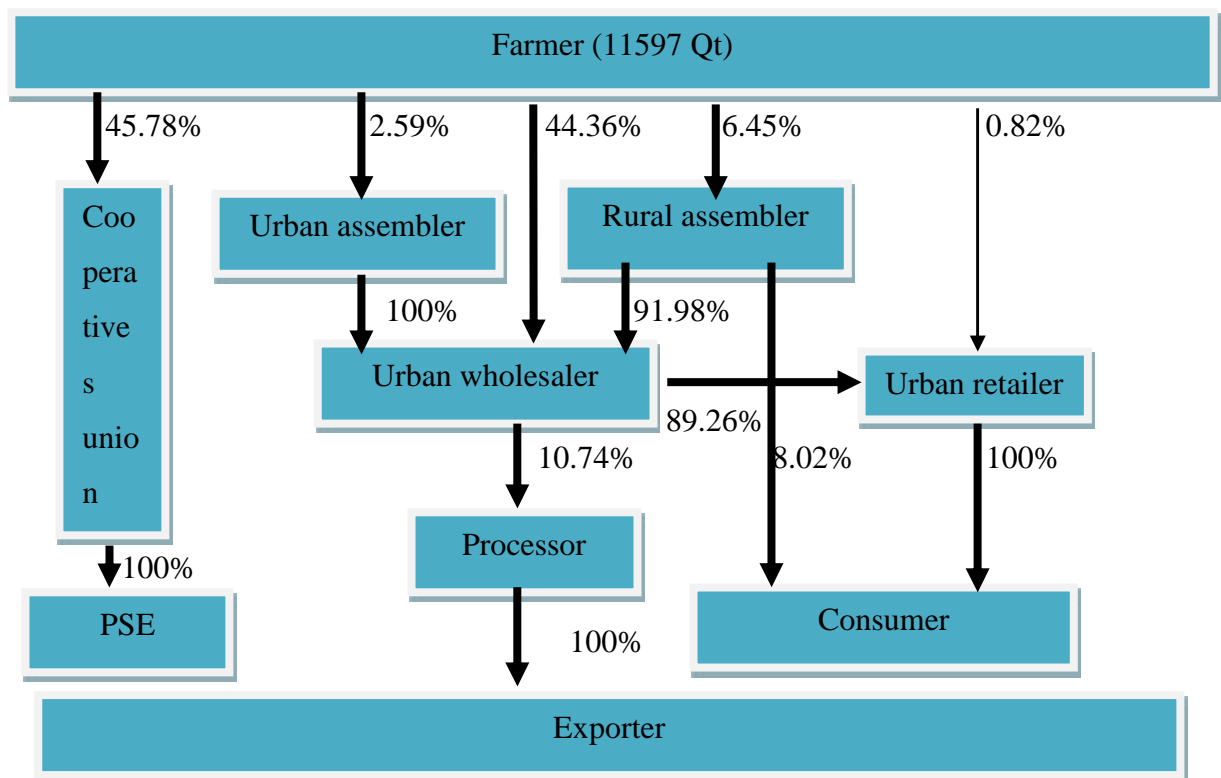 Farmer (11597 Qt)
45.78%
2.59%
44.36%
6.45%
0.82%
Coo
pera
tive
s
unio
n
Urban assembler
Rural assembler
100%
91.98%
Urban wholesaler
Urban retailer
89.26%
10.74%
8.02%
100%
Processor
100%
PSE
Consumer
100%
Exporter